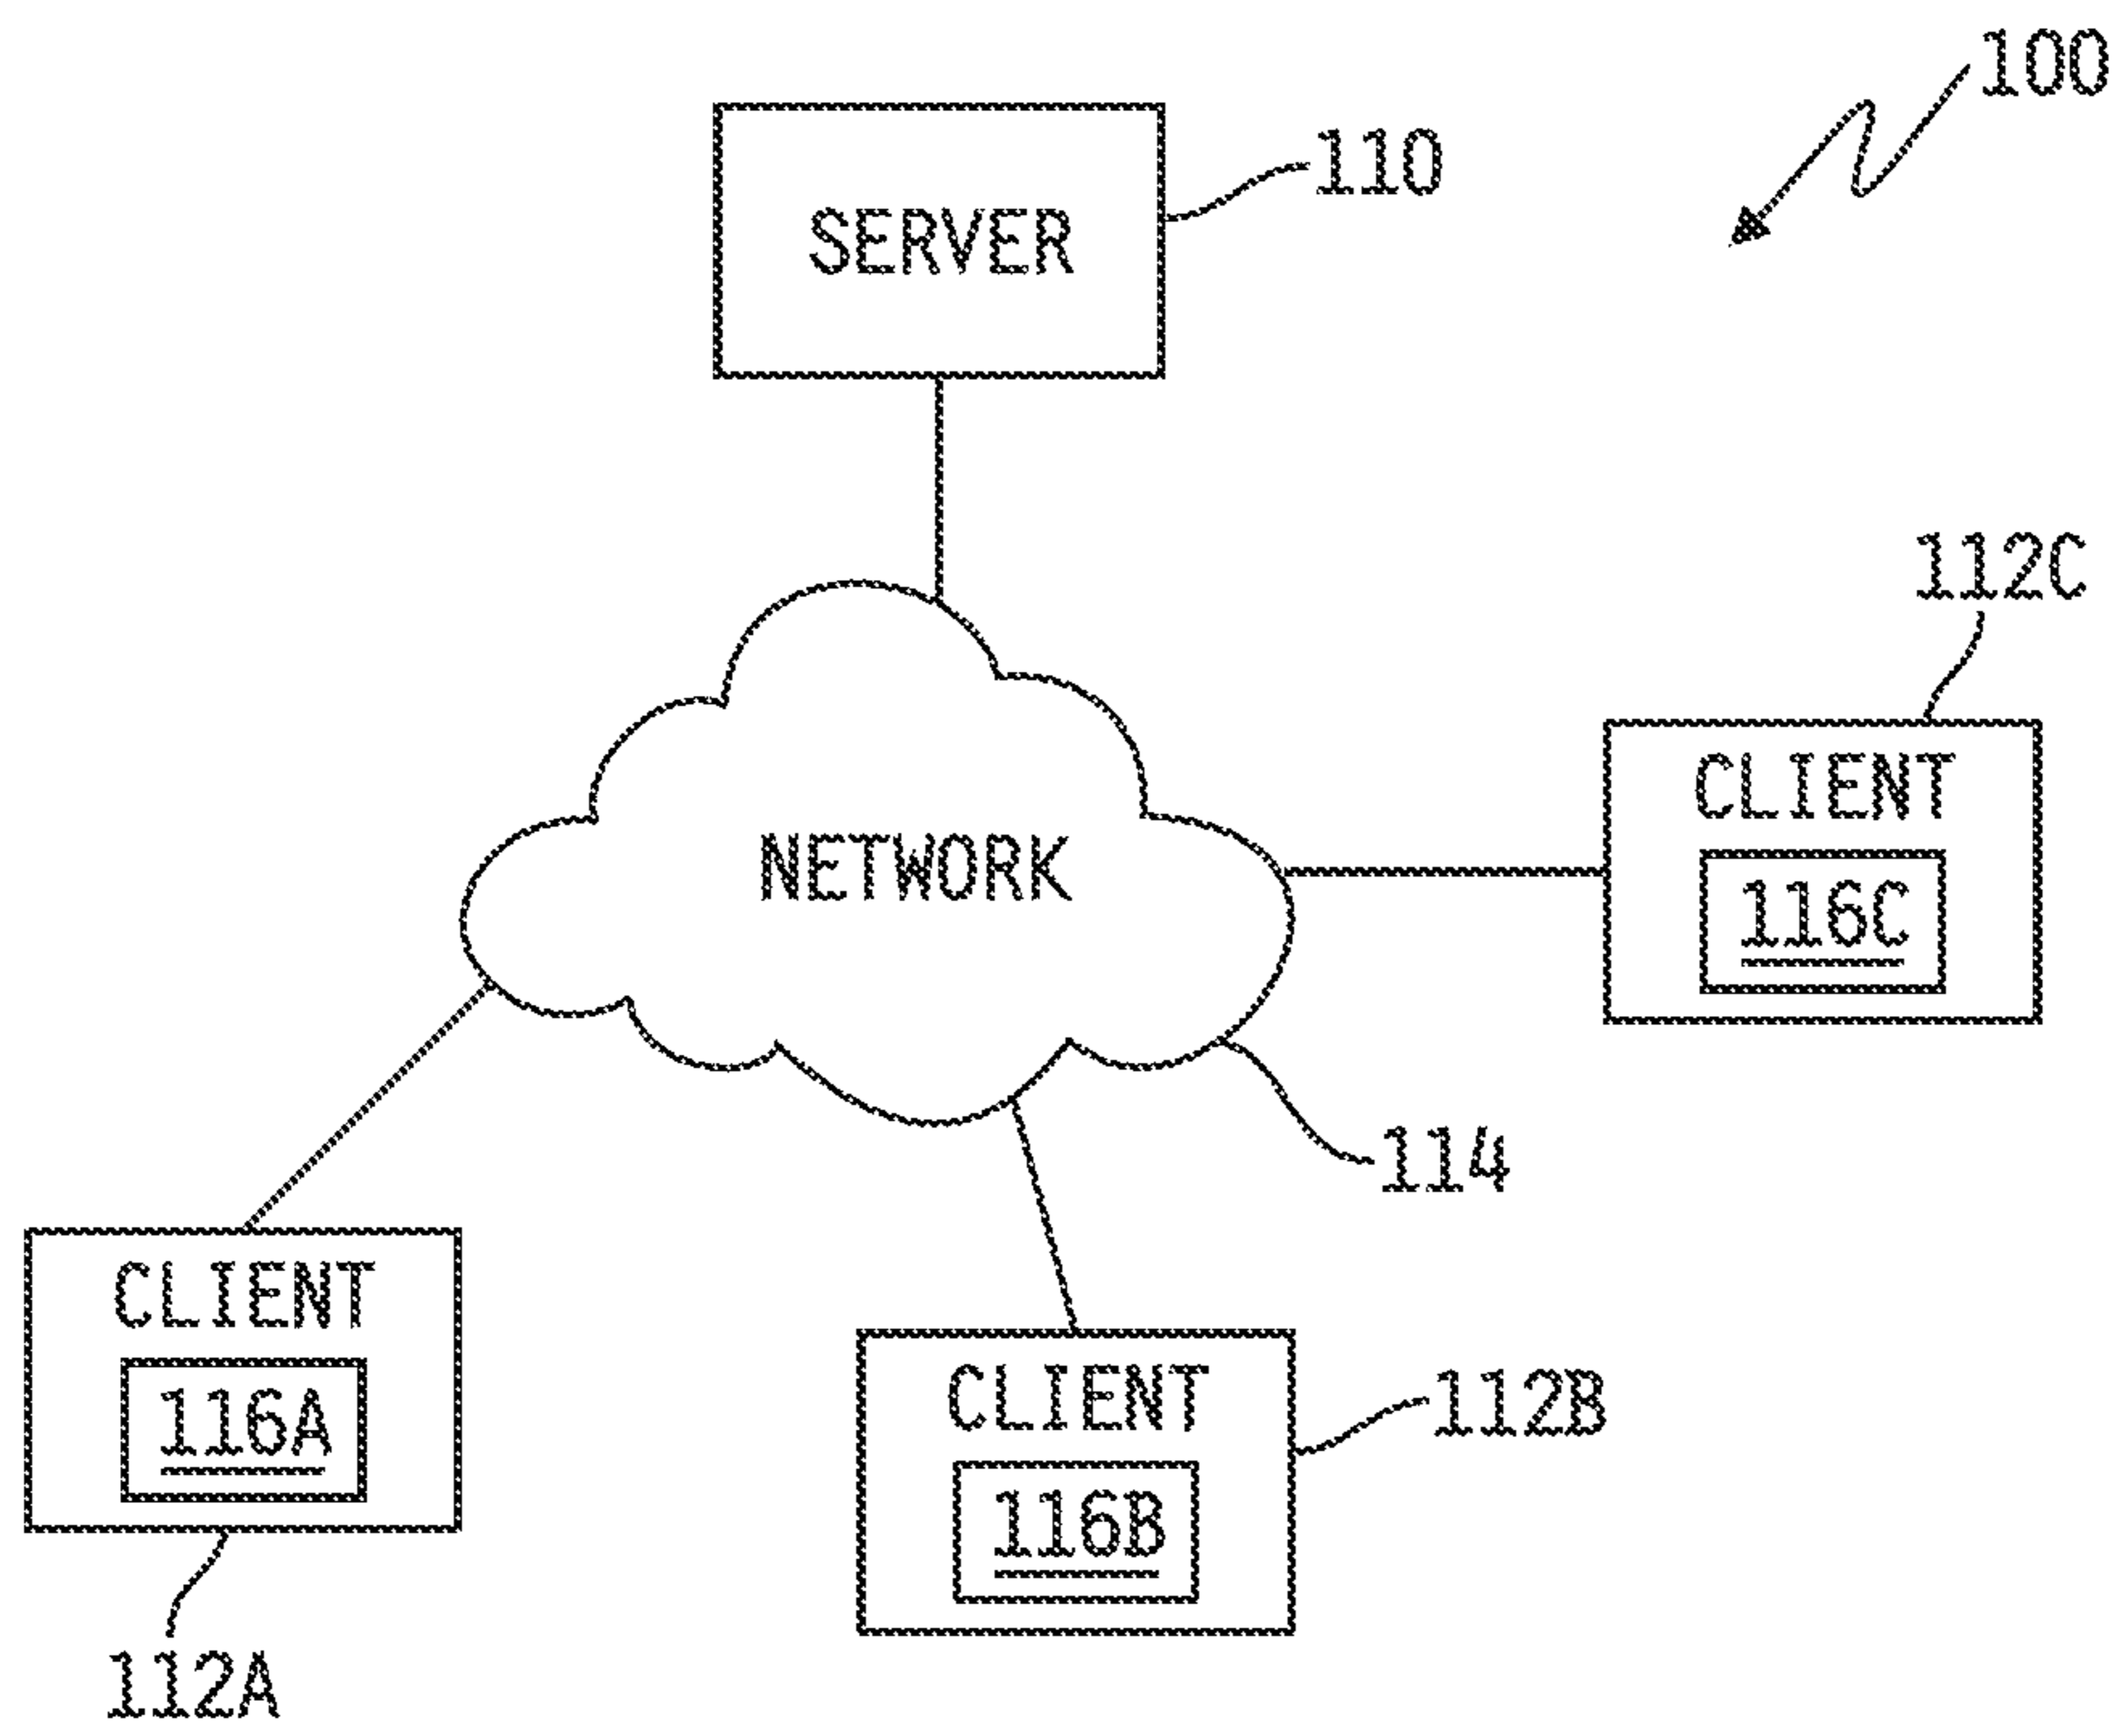 100
110
SERVER
112C
CLIENT
116C
NETWORK
114
CLIENT
116A
112A
CLIENT
116B
112B